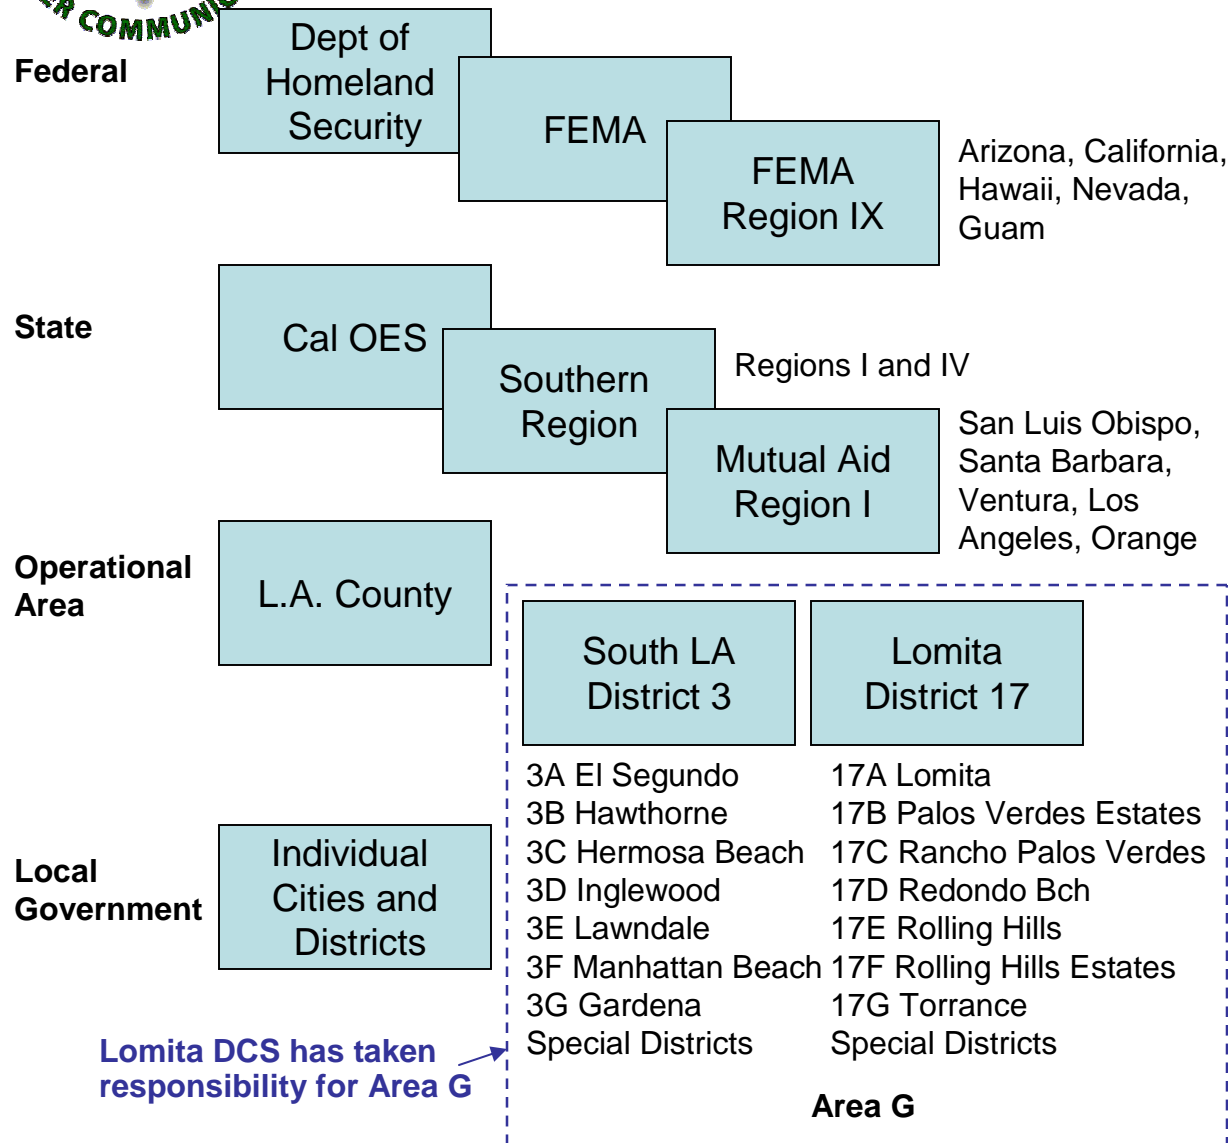 COMMUNI
Federal
Dept of
Homeland
Security
FEMA
FEMA
Region IX
Arizona, California,
Hawaii, Nevada,
Guam
State
Cal OES
Southern
Region
Regions I and IV
Mutual Aid
Region I
San Luis Obispo,
Santa Barbara,
Ventura, Los
Angeles, Orange
Operational
Area
L.A. County
South LA
District 3
Lomita
District 17
3A El Segundo
3B Hawthorne
3C Hermosa Beach
3D Inglewood
3E Lawndale
3F Manhattan Beach
3G Gardena
Special Districts
17A Lomita
17B Palos Verdes Estates
17C Rancho Palos Verdes
17D Redondo Bch
17E Rolling Hills
17F Rolling Hills Estates
17G Torrance
Special Districts
Local
Government
Individual
Cities and
Districts
Lomita DCS has taken
responsibility for Area G
Area G